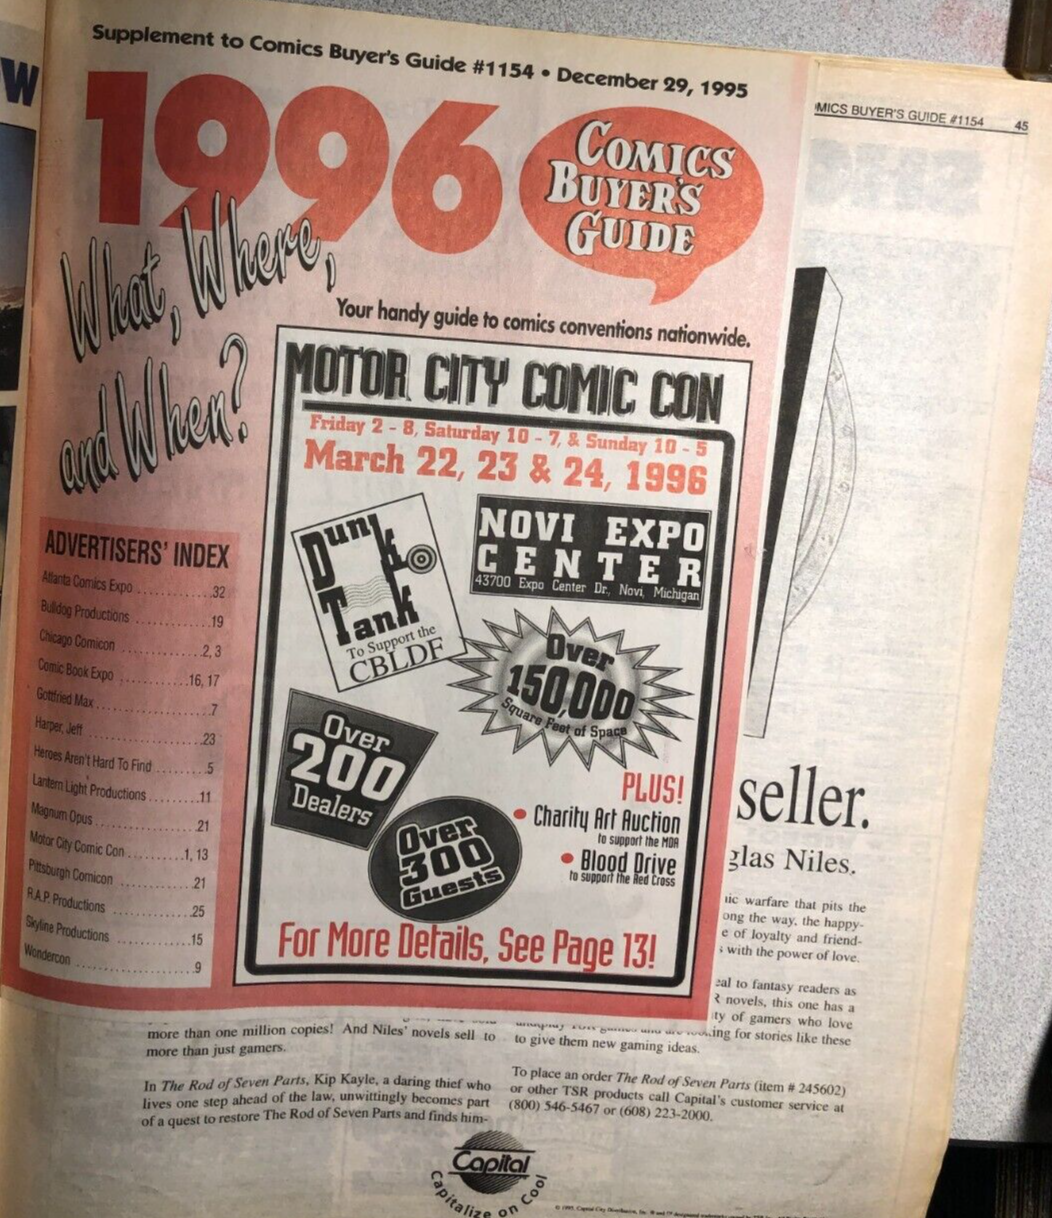 Supplement to Comics Buyer's Guide #1154 • December 29, 1995
1996
COMICS
BUYER'S
GUIDE
What, Where,
and When?
Your handy guide to comics conventions nationwide.
MOTOR CITY COMIC CON
Friday 2 - 8, Saturday 10 - 7, & Sunday 10 - 5
March 22, 23 & 24, 1996
Dunk
Tank
To Support the
CBLDF
NOVI EXPO
CENTER
43700 Expo Center Dr., Novi, Michigan
Over
150,000
Square Feet of Space
Over
200
Dealers
Over
300
Guests
PLUS!
• Charity Art Auction
to support the MDA
• Blood Drive
to support the Red Cross
For More Details, See Page 13!
ADVERTISERS' INDEX
Atlanta Comics Expo ..........32
Bulldog Productions ..........19
Chicago Comicon ..........2, 3
Comic Book Expo ..........16, 17
Gottfried Max ..........7
Harper, Jeff ..........23
Heroes Aren't Hard To Find ..........5
Lantern Light Productions ..........11
Magnum Opus ..........21
Motor City Comic Con ..........1, 13
Pittsburgh Comicon ..........21
R.A.P. Productions ..........25
Skyline Productions ..........15
Wondercon ..........9
W
MICS BUYER'S GUIDE #1154 45
seller.
glas Niles.
ic warfare that pits the
ong the way, the happy-
e of loyalty and friend-
s with the power of love.
eal to fantasy readers as
R novels, this one has a
ity of gamers who love
ing for stories like these
to give them new gaming ideas.
more than one million copies! And Niles' novels sell to
more than just gamers.
In The Rod of Seven Parts, Kip Kayle, a daring thief who
lives one step ahead of the law, unwittingly becomes part
of a quest to restore The Rod of Seven Parts and finds him-
To place an order The Rod of Seven Parts (item # 245602)
or other TSR products call Capital's customer service at
(800) 546-5467 or (608) 223-2000.
Capital
Capitalize on Cool